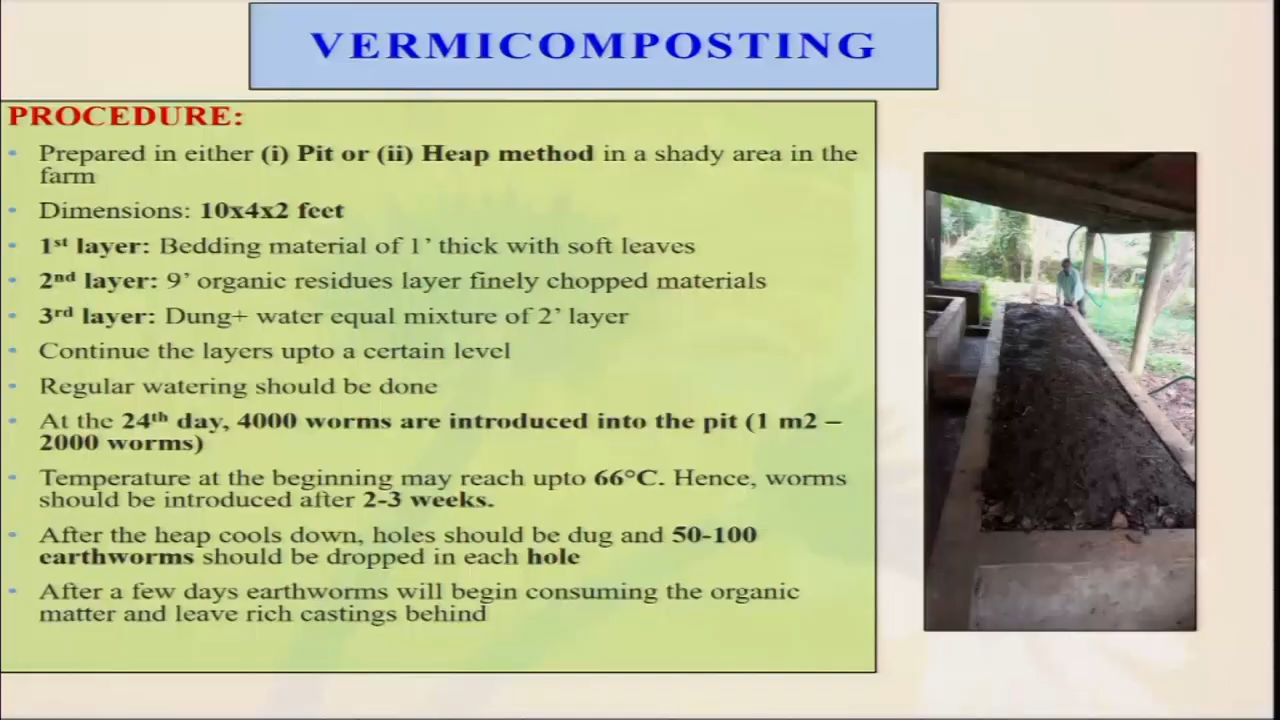 VERMICOMPOSTING
PROCEDURE:
• Prepared in either (i) Pit or (ii) Heap method in a shady area in the
farm
• Dimensions: 10x4x2 feet
• 1st layer: Bedding material of 1’ thick with soft leaves
• 2nd layer: 9’ organic residues layer finely chopped materials
• 3rd layer: Dung+ water equal mixture of 2’ layer
• Continue the layers upto a certain level
• Regular watering should be done
• At the 24th day, 4000 worms are introduced into the pit (1 m2 –
2000 worms)
• Temperature at the beginning may reach upto 66°C. Hence, worms
should be introduced after 2-3 weeks.
• After the heap cools down, holes should be dug and 50-100
earthworms should be dropped in each hole
• After a few days earthworms will begin consuming the organic
matter and leave rich castings behind